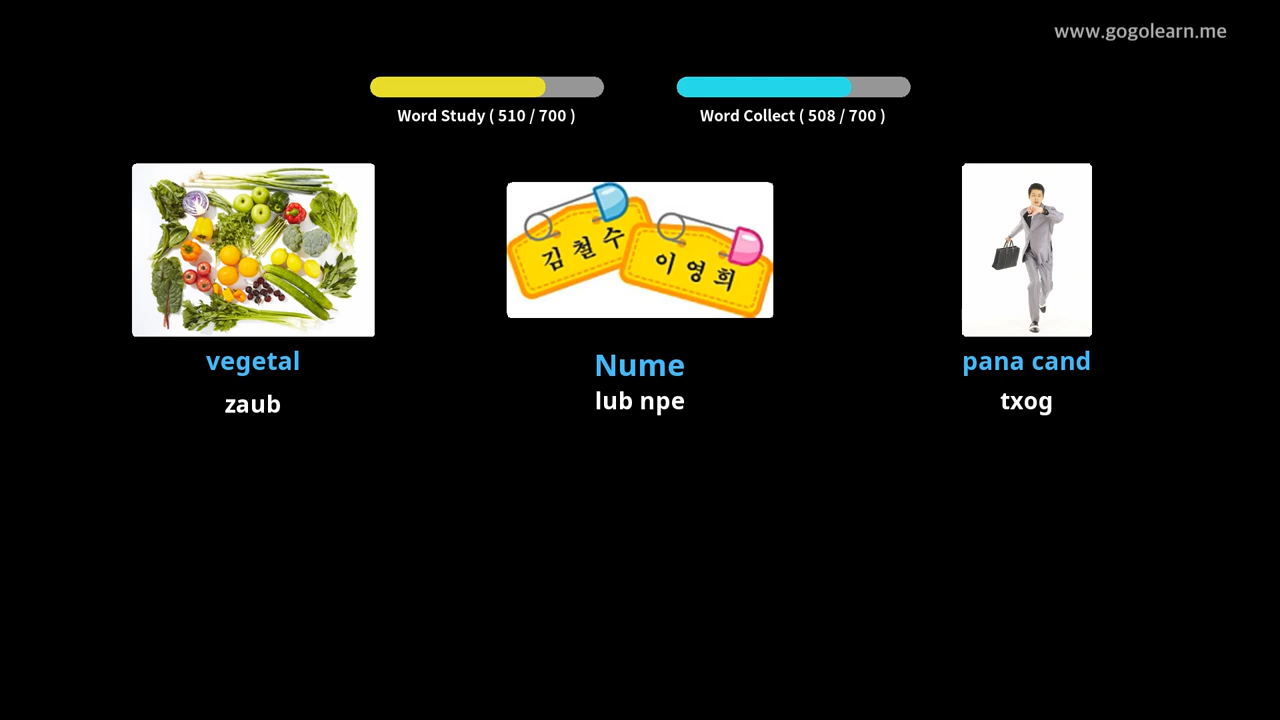 www.gogolearn.me
Word Study ( 510 / 700 )
Word Collect ( 508 / 700 )
김철수
이영희
vegetal
Nume
pana cand
zaub
lub npe
txog